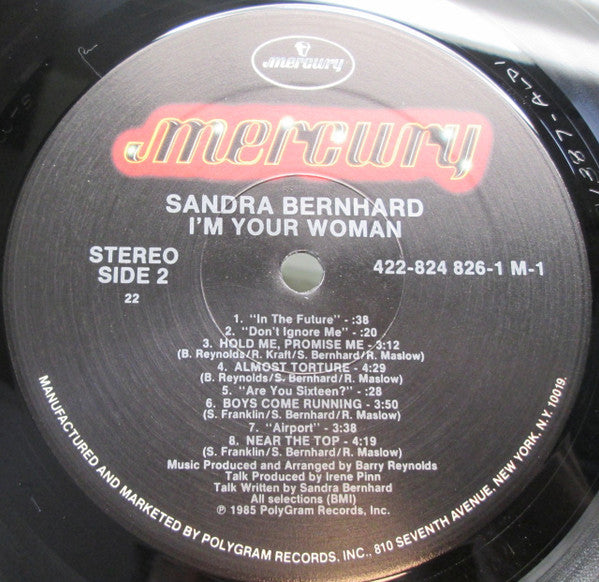 mercury
mercury
SANDRA BERNHARD
I'M YOUR WOMAN
STEREO
SIDE 2
22
422-824 826-1 M-1
1. "In The Future" - :38
2. "Don't Ignore Me" - :20
3. HOLD ME, PROMISE ME - 3:12
(B. Reynolds/R. Kraft/S. Bernhard/R. Maslow)
4. ALMOST TORTURE - 4:29
(B. Reynolds/S. Bernhard/R. Maslow)
5. "Are You Sixteen?" - :28
6. BOYS COME RUNNING - 3:50
(S. Franklin/S. Bernhard/R. Maslow)
7. "Airport" - 3:38
8. NEAR THE TOP - 4:19
(S. Franklin/S. Bernhard/R. Maslow)
Music Produced and Arranged by Barry Reynolds
Talk Produced by Irene Pinn
Talk Written by Sandra Bernhard
All selections (BMI)
℗ 1985 PolyGram Records, Inc.
MANUFACTURED AND MARKETED BY POLYGRAM RECORDS, INC., 810 SEVENTH AVENUE, NEW YORK, N.Y. 10019.